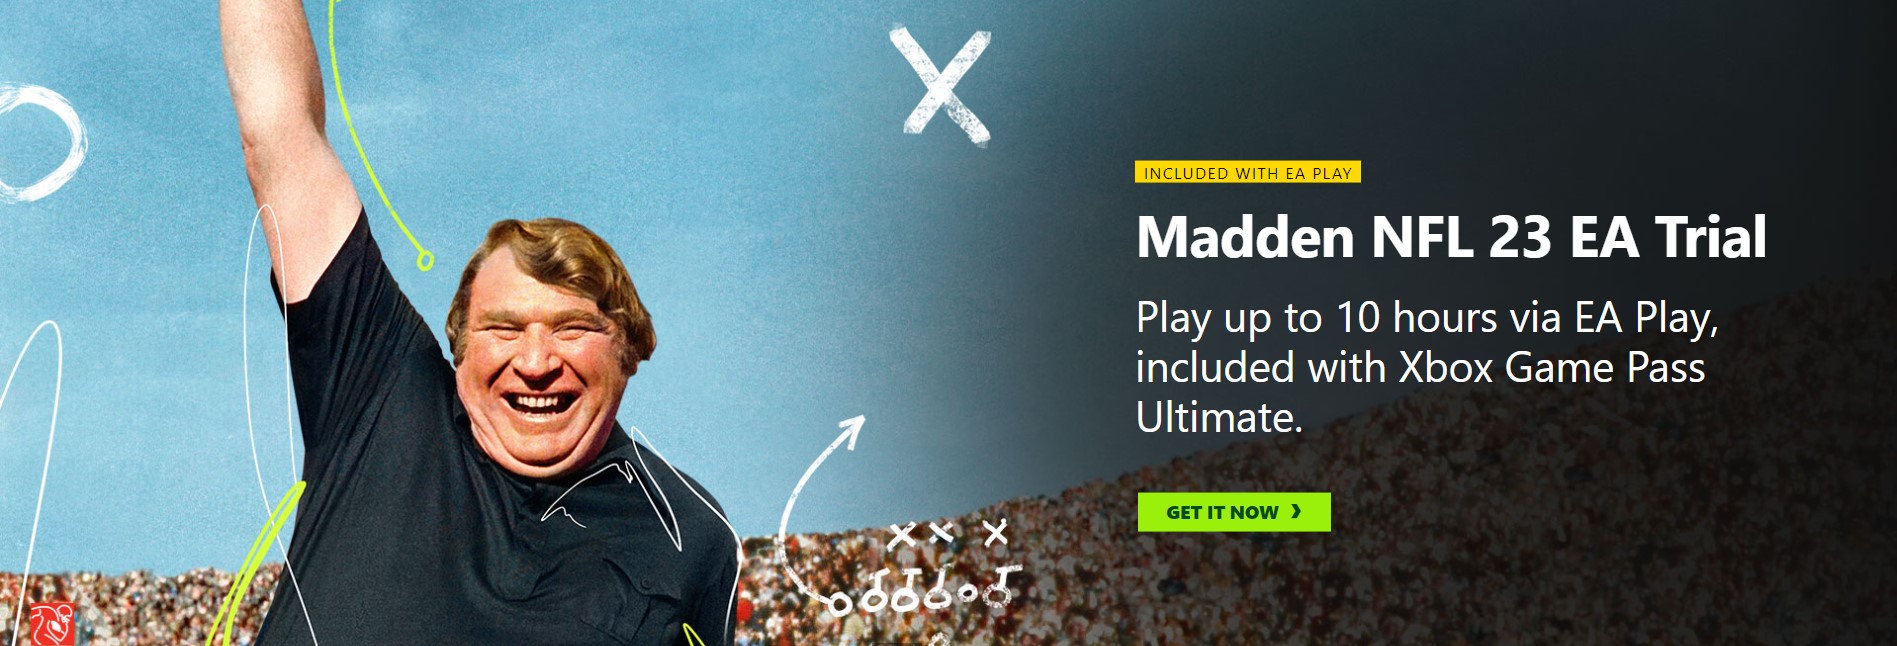 INCLUDED WITH EA PLAY
Madden NFL 23 EA Trial
Play up to 10 hours via EA Play,
included with Xbox Game Pass
Ultimate.
GET IT NOW